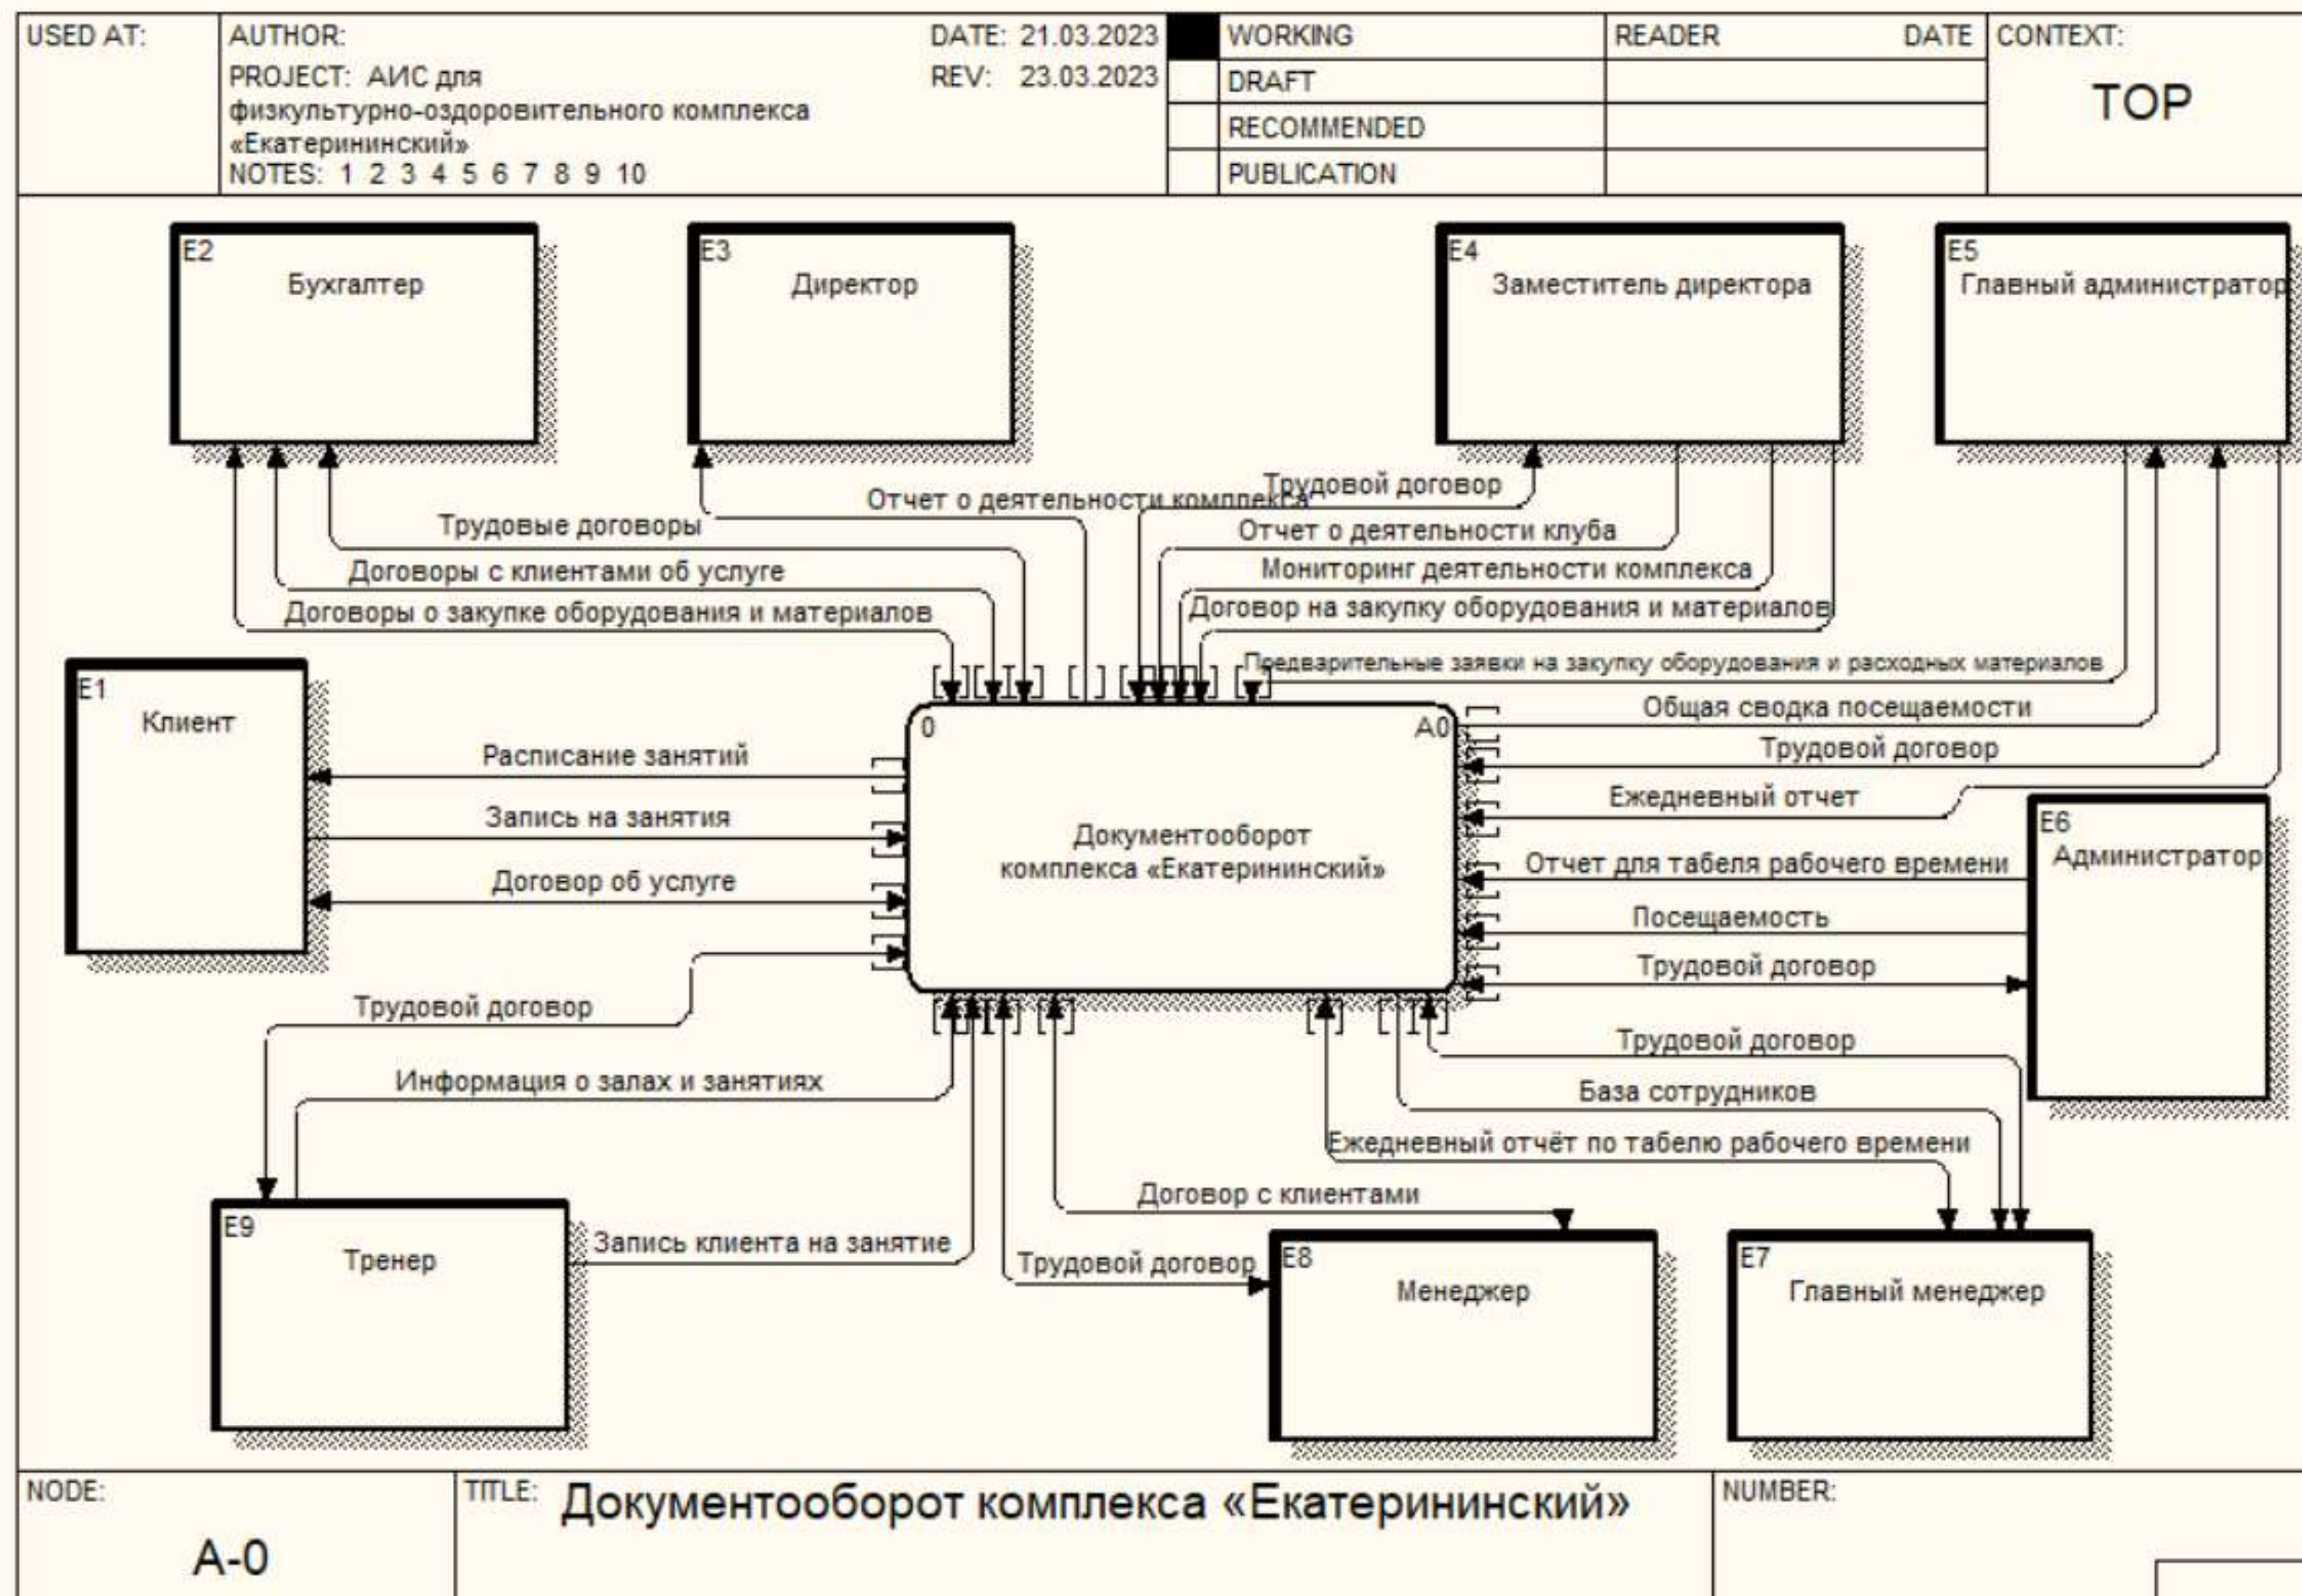 USED AT:
AUTHOR:
DATE: 21.03.2023
PROJECT: АИС для
REV: 23.03.2023
физкультурно-оздоровительного комплекса
«Екатерининский»
NOTES: 1 2 3 4 5 6 7 8 9 10
WORKING
DRAFT
RECOMMENDED
PUBLICATION
READER DATE
CONTEXT:
TOP
E2
Бухгалтер
E3
Директор
E4
Заместитель директора
E5
Главный администратор
Трудовой договор
Отчет о деятельности комплекса
Трудовые договоры
Отчет о деятельности клуба
Договоры с клиентами об услуге
Мониторинг деятельности комплекса
Договоры о закупке оборудования и материалов
Договор на закупку оборудования и материалов
Предварительные заявки на закупку оборудования и расходных материалов
E1
Клиент
Общая сводка посещаемости
0
A0
Трудовой договор
Расписание занятий
Ежедневный отчет
Запись на занятия
Документооборот
комплекса «Екатерининский»
E6
Администратор
Отчет для табеля рабочего времени
Договор об услуге
Посещаемость
Трудовой договор
Трудовой договор
Трудовой договор
Информация о залах и занятиях
База сотрудников
Ежедневный отчёт по табелю рабочего времени
Договор с клиентами
E9
Тренер
Запись клиента на занятие
Трудовой договор
E8
Менеджер
E7
Главный менеджер
NODE:
A-0
TITLE: Документооборот комплекса «Екатерининский»
NUMBER: